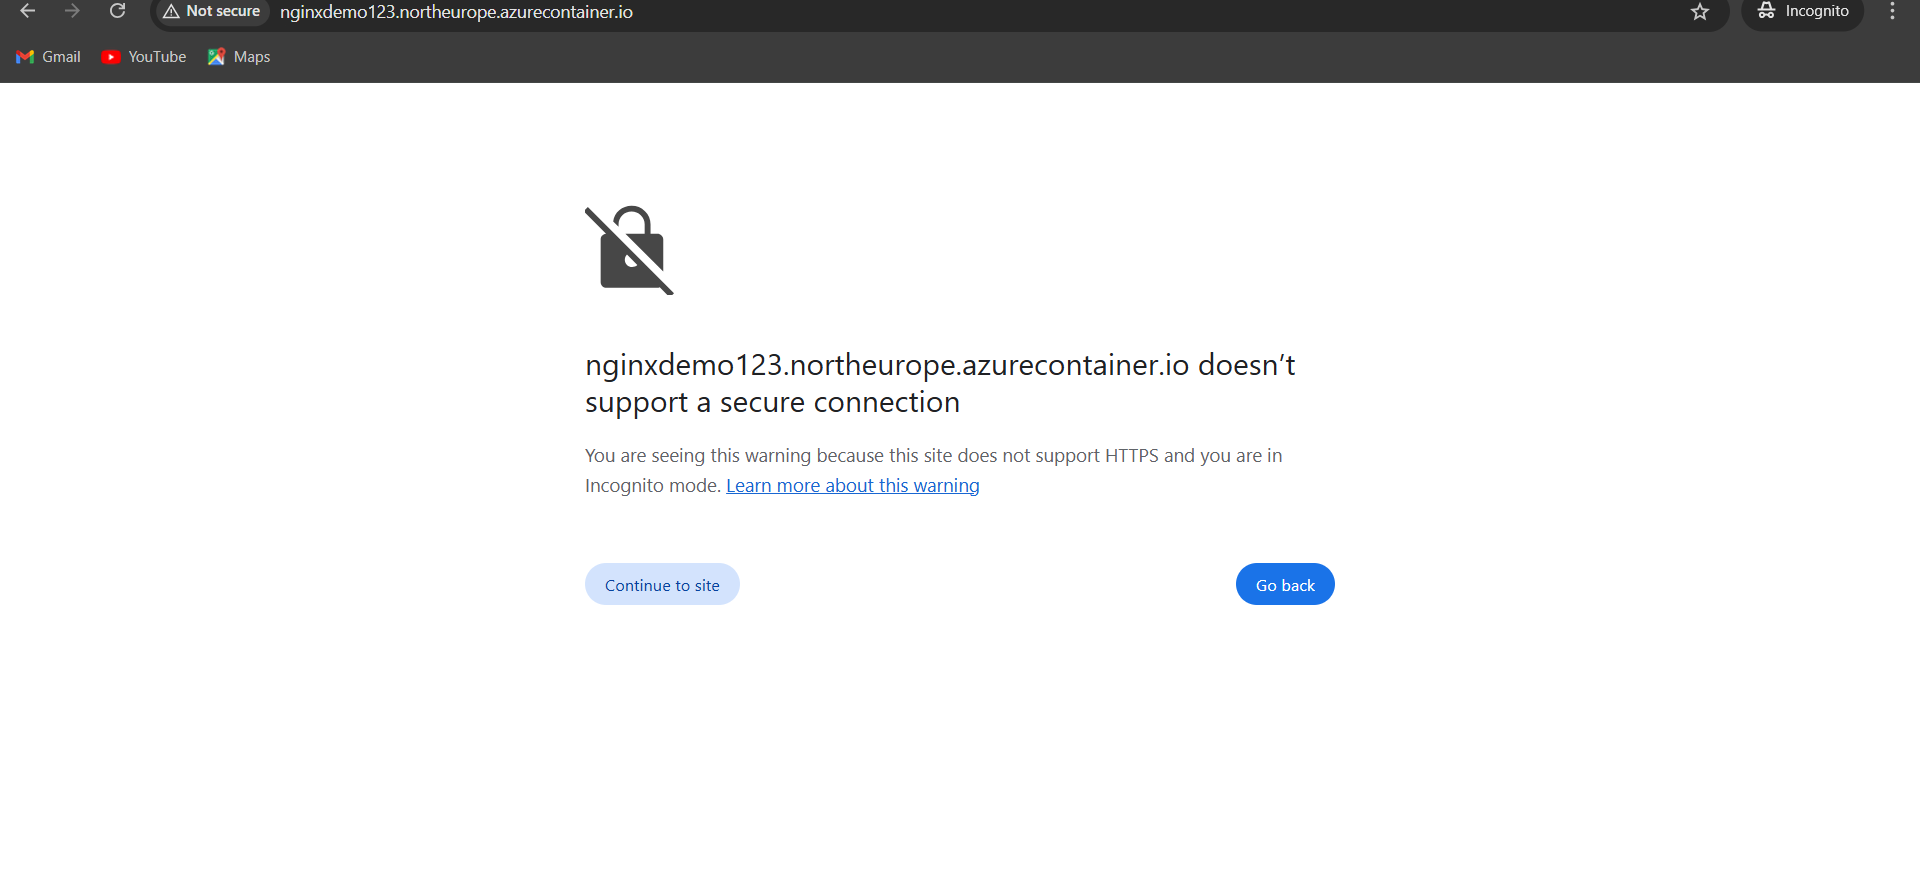 Not secure nginxdemo123.northeurope.azurecontainer.io Incognito
Gmail YouTube Maps
nginxdemo123.northeurope.azurecontainer.io doesn’t
support a secure connection
You are seeing this warning because this site does not support HTTPS and you are in
Incognito mode. Learn more about this warning
Continue to site Go back